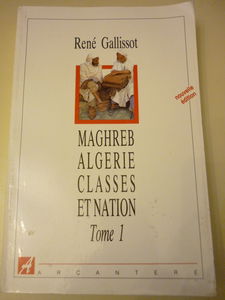 René Gallissot
nouvelle
édition
MAGHREB
ALGERIE
CLASSES
ET NATION
Tome 1
ARCANTERE